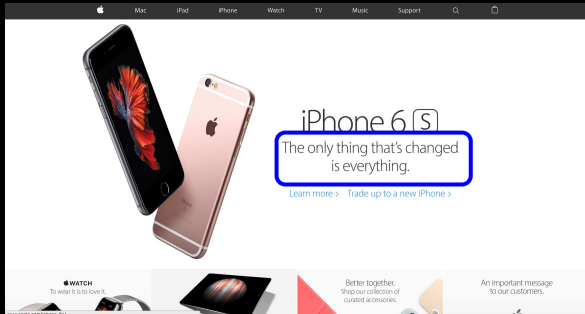 Mac iPad iPhone Watch TV Music Support
iPhone 6 S
The only thing that's changed
is everything.
Learn more > Trade up to a new iPhone >
WATCH
To wear it is to love it.
Better together.
Shop our collection of
curated accessories.
An important message
to our customers.